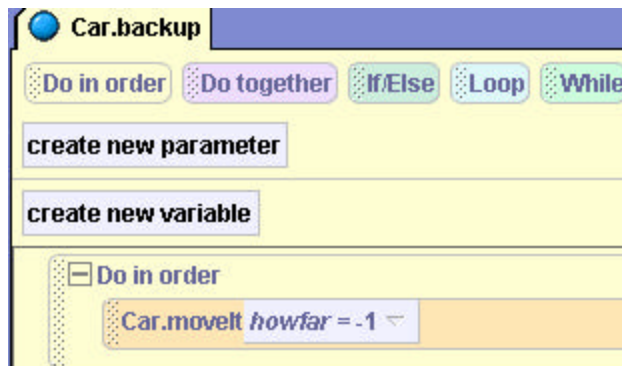 Car.backup
Do in order Do together If/Else Loop While
create new parameter
create new variable
Do in order
Car.moveIt howfar = -1